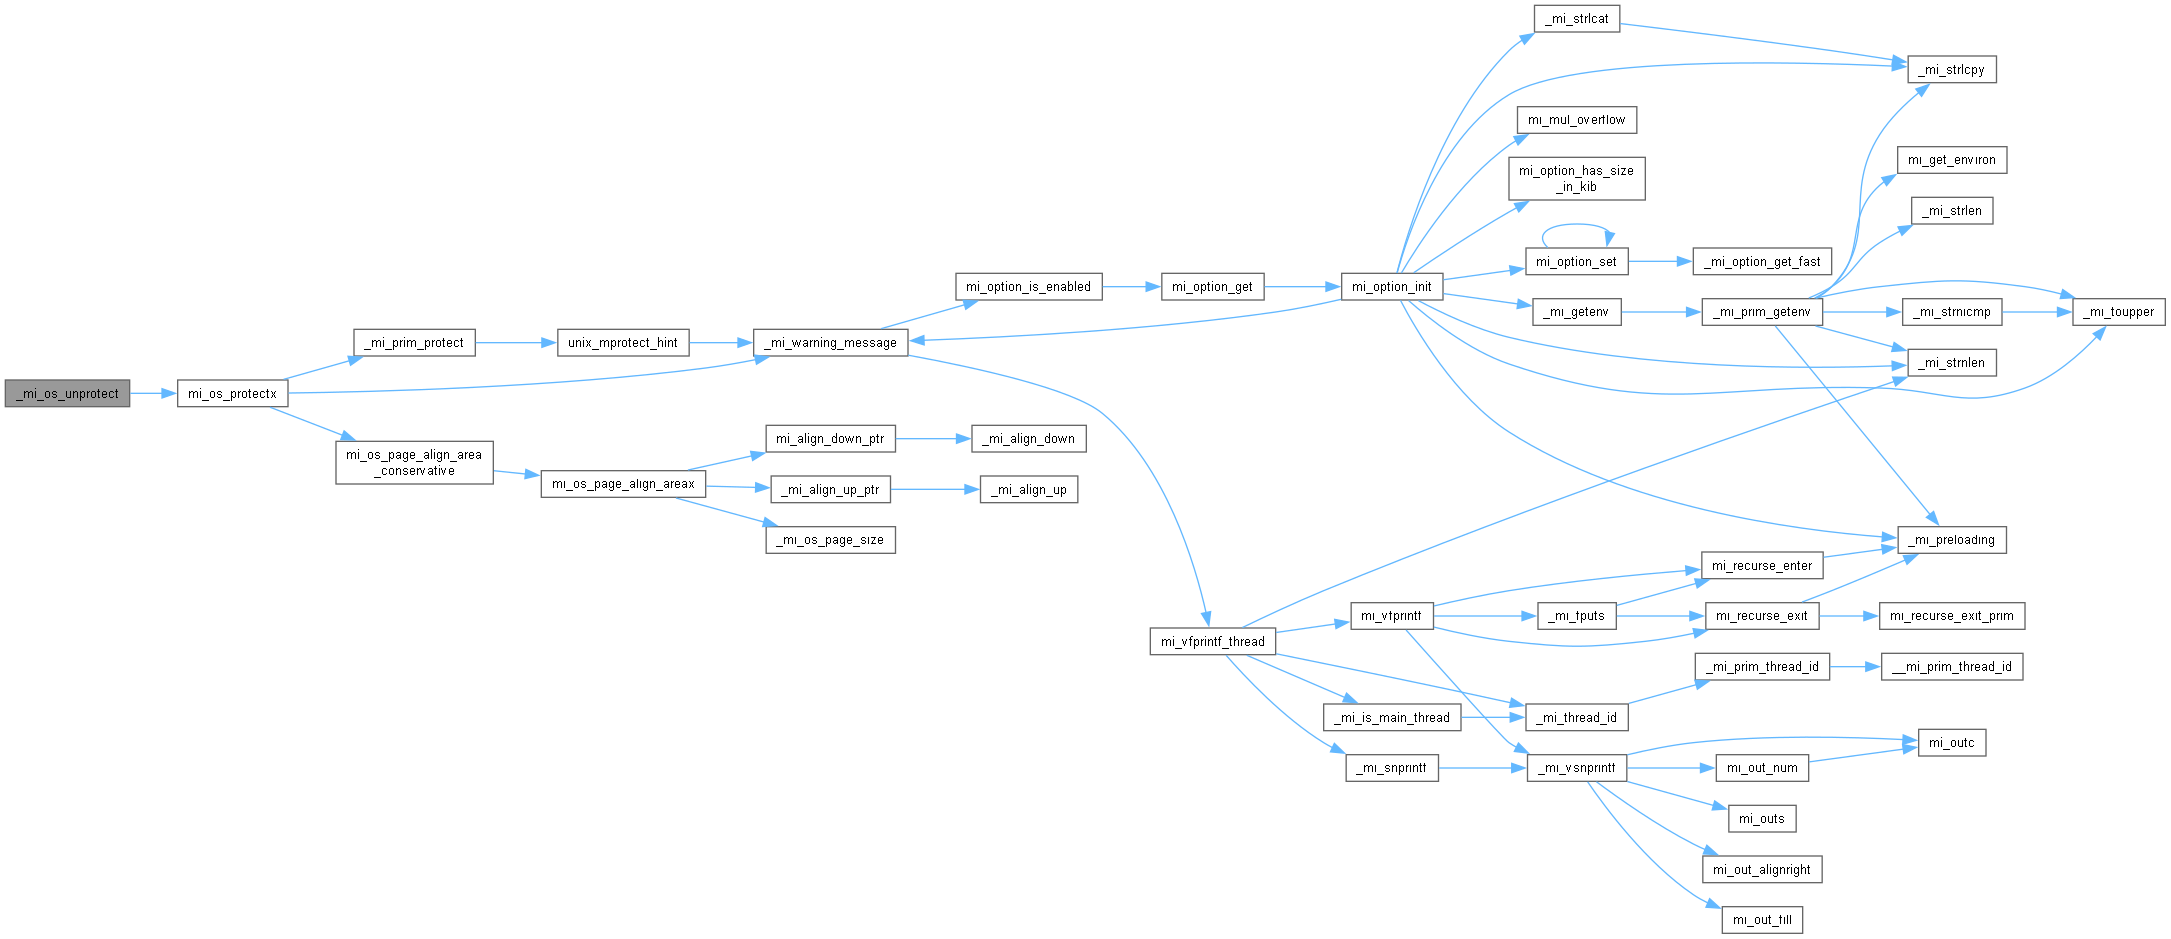 _mi_os_unprotect
mi_os_protectx
_mi_prim_protect
unix_mprotect_hint
_mi_warning_message
mi_os_page_align_area
_conservative
mi_os_page_align_areax
mi_align_down_ptr
_mi_align_down
_mi_align_up_ptr
_mi_align_up
_mi_os_page_size
mi_option_is_enabled
mi_option_get
mi_option_init
_mi_strlcat
_mi_strlcpy
mi_mul_overflow
mi_option_has_size
_in_kib
mi_option_set
_mi_option_get_fast
_mi_getenv
_mi_prim_getenv
mi_get_environ
_mi_strlen
_mi_strnicmp
_mi_toupper
_mi_strnlen
_mi_preloading
mi_vfprintf_thread
mi_vfprintf
_mi_fputs
mi_recurse_enter
mi_recurse_exit
mi_recurse_exit_prim
_mi_is_main_thread
_mi_thread_id
_mi_prim_thread_id
__mi_prim_thread_id
_mi_snprintf
_mi_vsnprintf
mi_outc
mi_out_num
mi_outs
mi_out_alignright
mi_out_fill